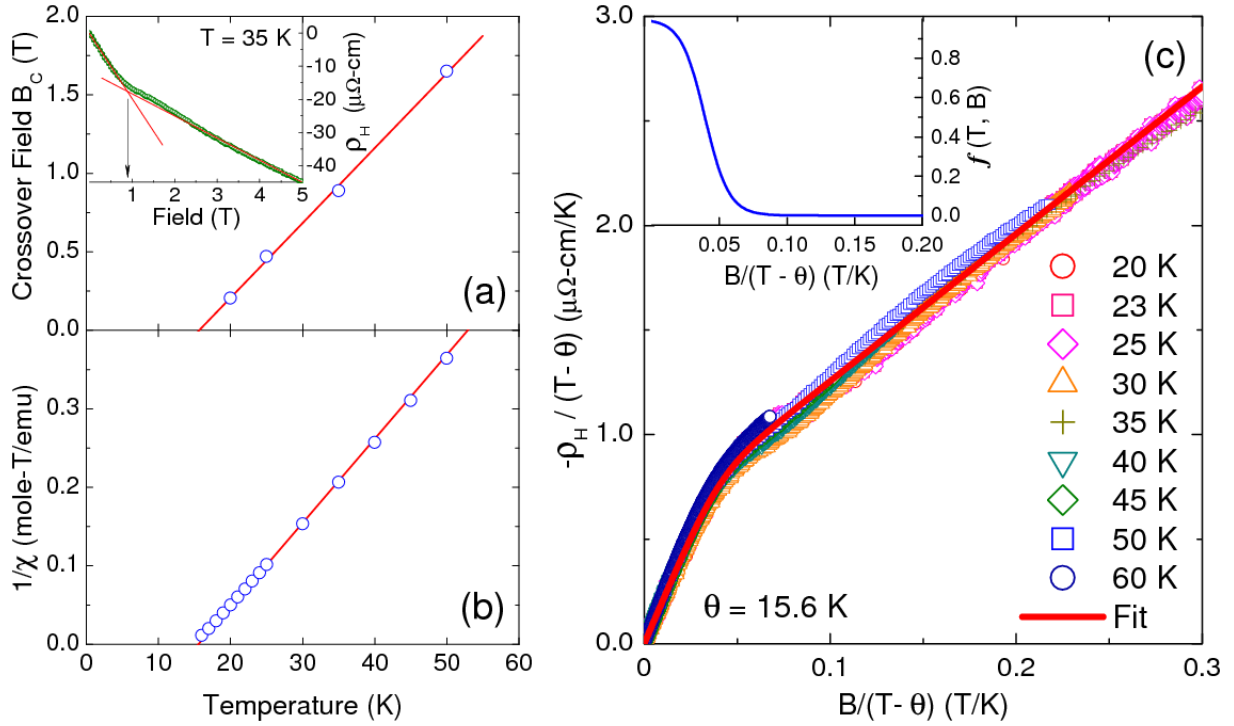 2.0
1.5
1.0
0.5
0.0
Crossover Field B_C (T)
T = 35 K
0
-10
-20
-30
-40
ρ_H (μΩ-cm)
1 2 3 4 5
Field (T)
(a)
0.3
0.2
0.1
0.0
1/χ (mole-T/emu)
(b)
0 10 20 30 40 50 60
Temperature (K)
3.0
2.0
1.0
0.0
-ρ_H / (T- θ) (μΩ-cm/K)
0.8
0.6
0.4
0.2
0.0
f (T, B)
0.05 0.10 0.15 0.20
B/(T - θ) (T/K)
(c)
20 K
23 K
25 K
30 K
35 K
40 K
45 K
50 K
60 K
Fit
θ = 15.6 K
0 0.1 0.2 0.3
B/(T- θ) (T/K)